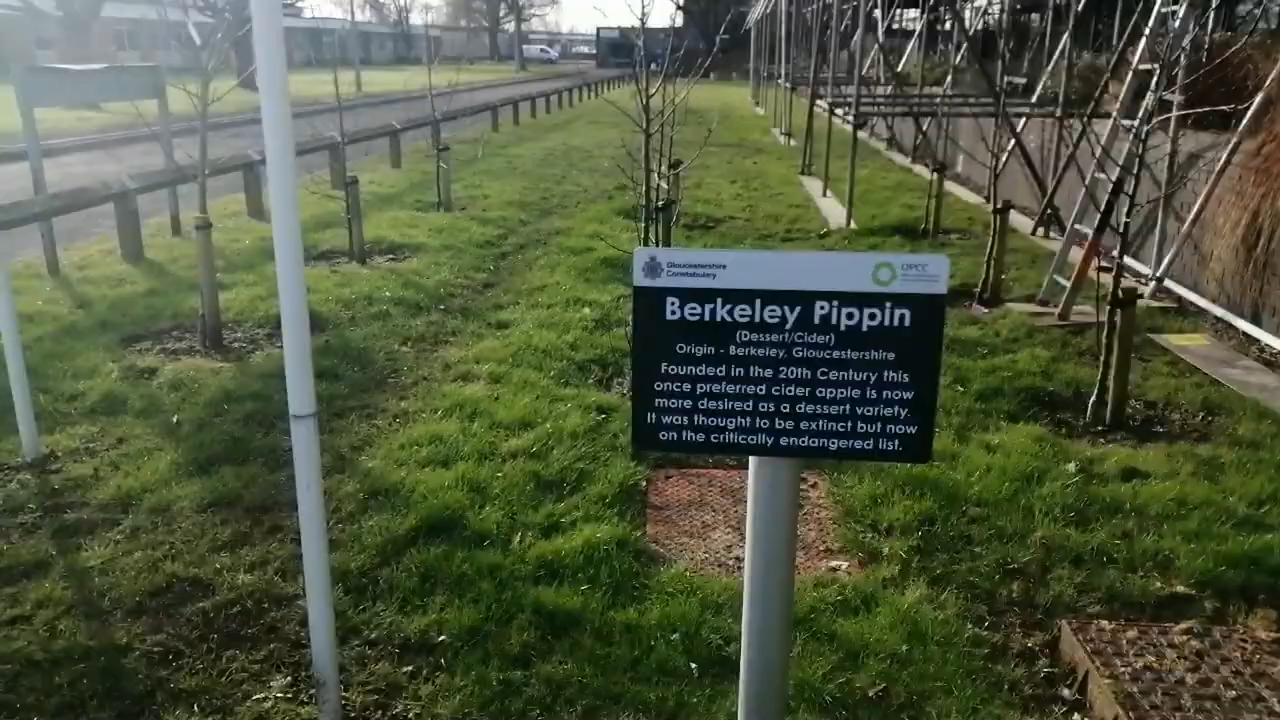 Gloucestershire
Constabulary
OPCC
Berkeley Pippin
(Dessert/Cider)
Origin - Berkeley, Gloucestershire
Founded in the 20th Century this
once preferred cider apple is now
more desired as a dessert variety.
It was thought to be extinct but now
on the critically endangered list.